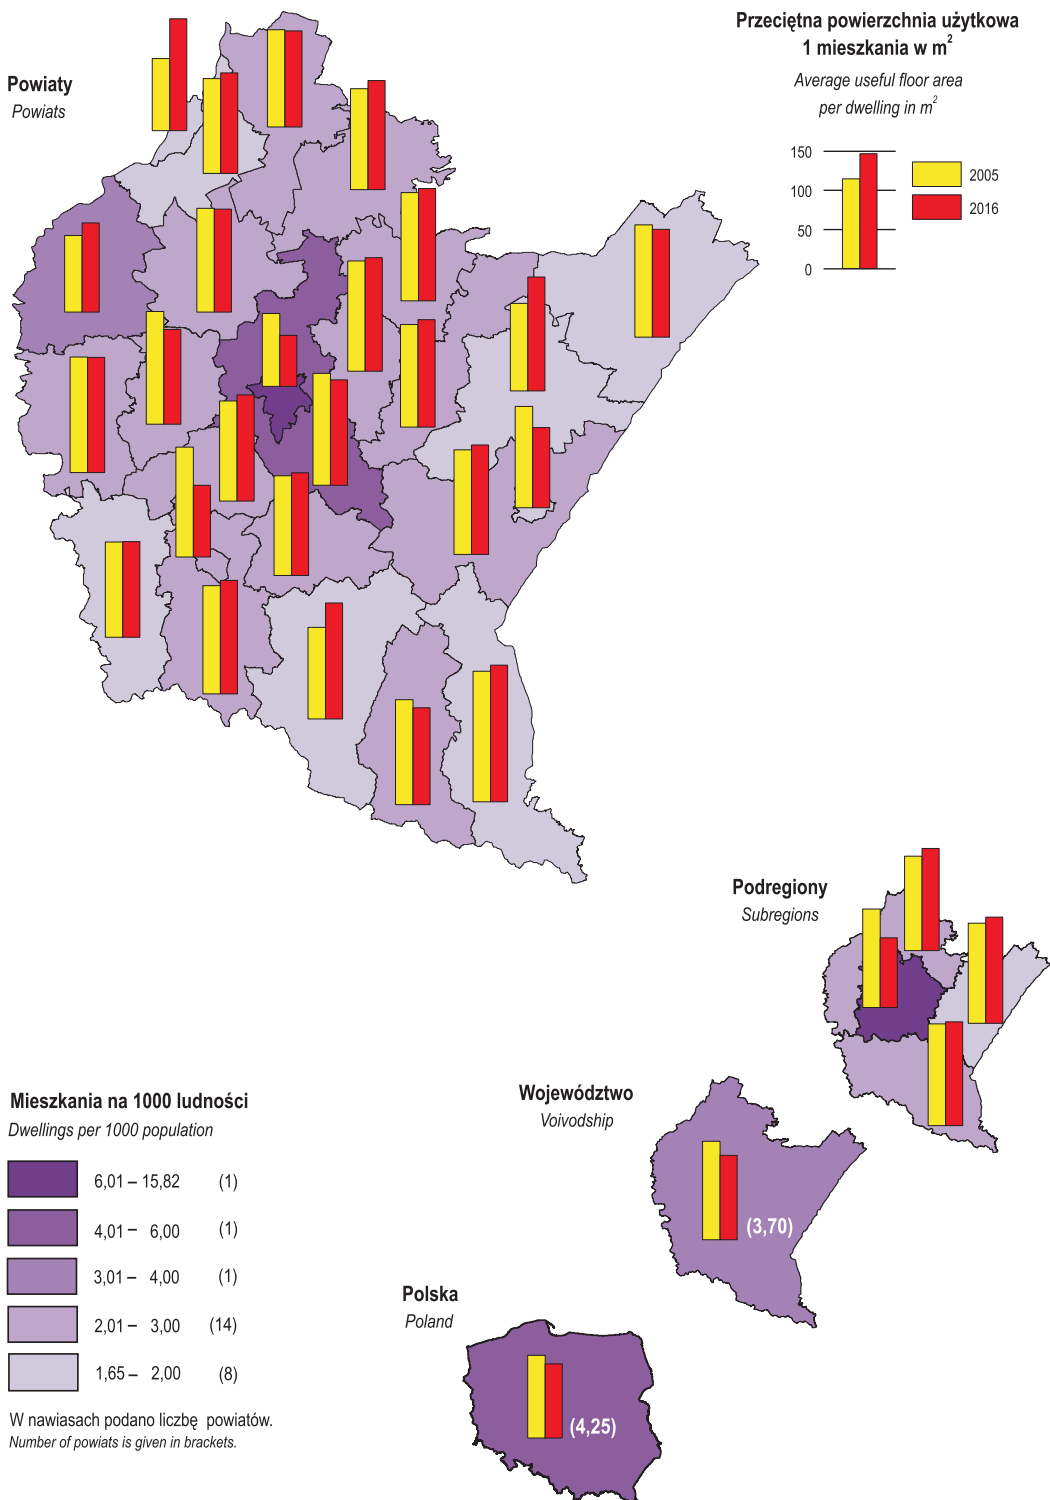 Przeciętna powierzchnia użytkowa
1 mieszkania w m²
Average useful floor area
per dwelling in m²
150
100
50
0
2005
2016
Powiaty
Powiats
Podregiony
Subregions
Województwo
Voivodship
(3,70)
Polska
Poland
(4,25)
Mieszkania na 1000 ludności
Dwellings per 1000 population
6,01 – 15,82 (1)
4,01 – 6,00 (1)
3,01 – 4,00 (1)
2,01 – 3,00 (14)
1,65 – 2,00 (8)
W nawiasach podano liczbę powiatów.
Number of powiats is given in brackets.